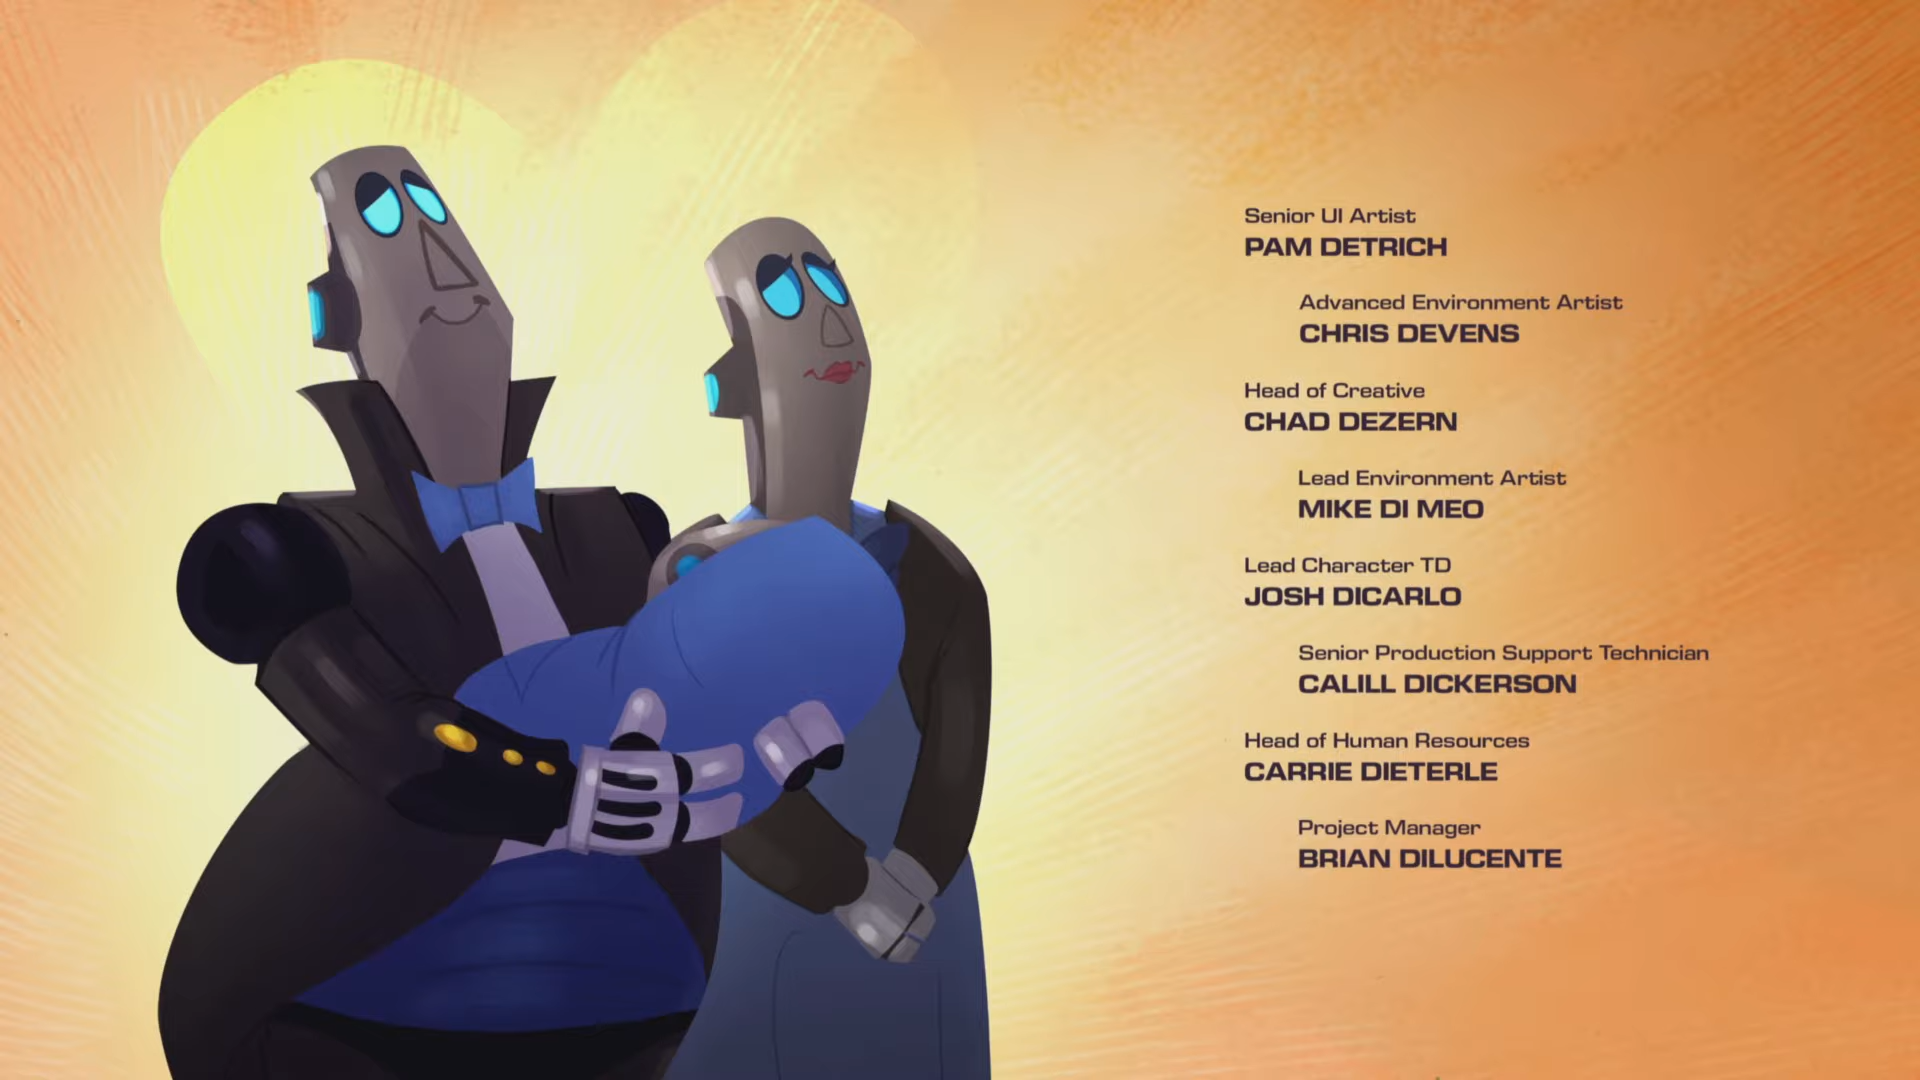 Senior UI Artist
PAM DETRICH
Advanced Environment Artist
CHRIS DEVENS
Head of Creative
CHAD DEZERN
Lead Environment Artist
MIKE DI MEO
Lead Character TD
JOSH DICARLO
Senior Production Support Technician
CALILL DICKERSON
Head of Human Resources
CARRIE DIETERLE
Project Manager
BRIAN DILUCENTE